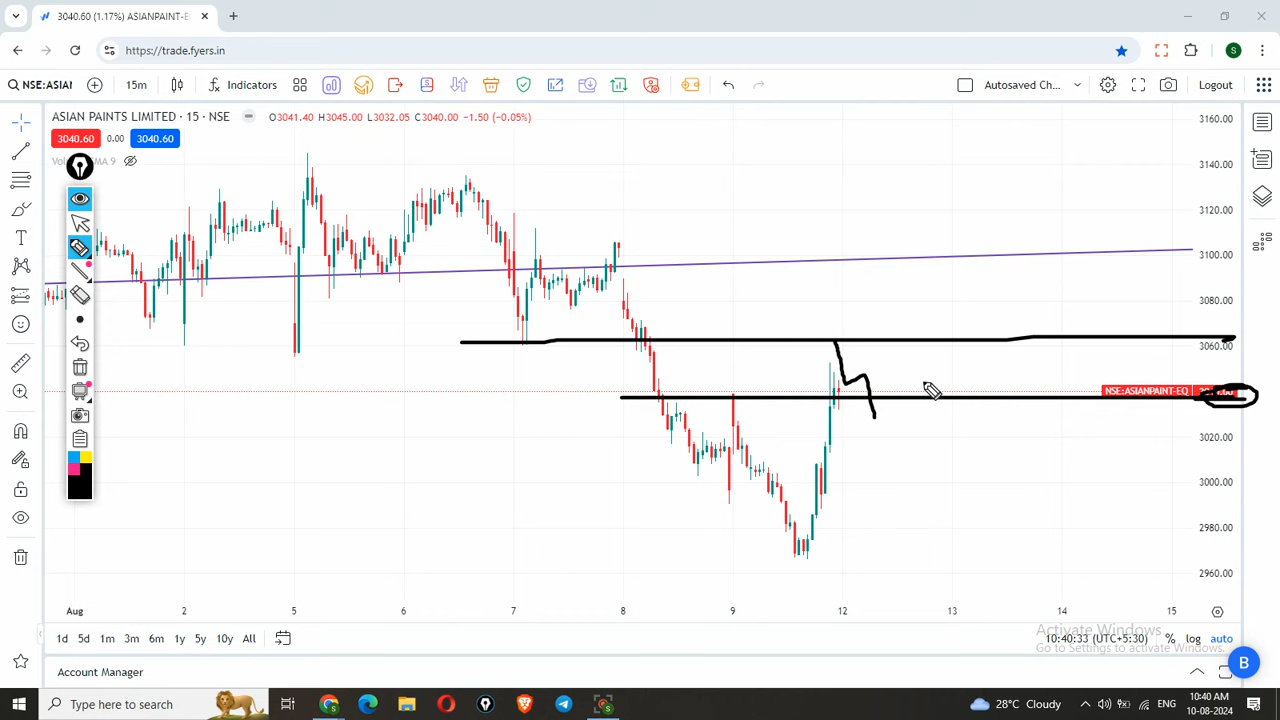 3040.60 (1.17%) ASIANPAINT-E
https://trade.fyers.in
S
NSE:ASIAN
15m
Indicators
Autosaved Ch...
Logout
ASIAN PAINTS LIMITED · 15 · NSE
O3041.40 H3045.00 L3032.05 C3040.00 −1.50 (−0.05%)
3040.60 0.00 3040.60
MA 9
3160.00
3140.00
3120.00
3100.00
3080.00
3060.00
NSE:ASIANPAINT-EQ
3020.00
3000.00
2980.00
2960.00
Aug 2 5 6 7 8 9 12 13 14 15
1d 5d 1m 3m 6m 1y 5y 10y All
10:40:33 (UTC+5:30) % log auto
Activate Windows
Go to Settings to activate Windows.
Account Manager
B
Type here to search
28°C Cloudy
ENG
10:40 AM
10-08-2024